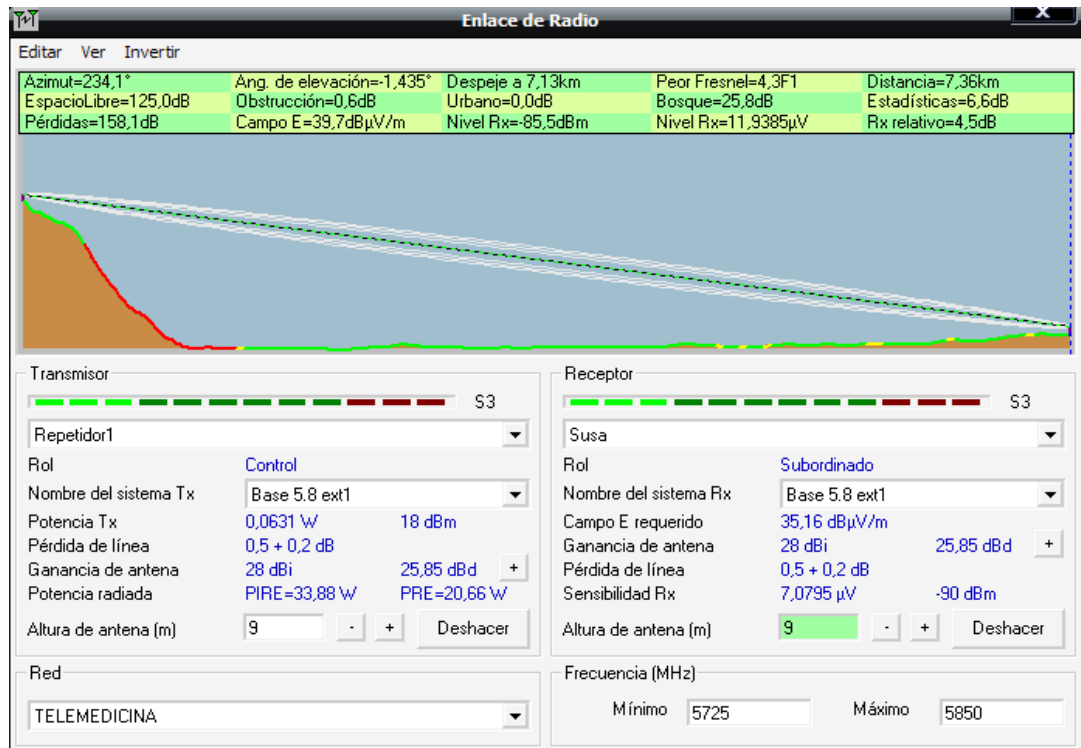 Enlace de Radio
X
Editar Ver Invertir
Azimut=234,1° Ang. de elevación=-1,435° Despeje a 7,13km Peor Fresnel=4,3F1 Distancia=7,36km
EspacioLibre=125,0dB Obstrucción=0,6dB Urbano=0,0dB Bosque=25,8dB Estadísticas=6,6dB
Pérdidas=158,1dB Campo E=39,7dBµV/m Nivel Rx=-85,5dBm Nivel Rx=11,9385µV Rx relativo=4,5dB
Transmisor
S3
Repetidor1
Rol Control
Nombre del sistema Tx Base 5.8 ext1
Potencia Tx 0,0631 W 18 dBm
Pérdida de línea 0,5 + 0,2 dB
Ganancia de antena 28 dBi 25,85 dBd +
Potencia radiada PIRE=33,88 W PRE=20,66 W
Altura de antena (m) 9 - + Deshacer
Red
TELEMEDICINA
Receptor
S3
Susa
Rol Subordinado
Nombre del sistema Rx Base 5.8 ext1
Campo E requerido 35,16 dBµV/m
Ganancia de antena 28 dBi 25,85 dBd +
Pérdida de línea 0,5 + 0,2 dB
Sensibilidad Rx 7,0795 µV -90 dBm
Altura de antena (m) 9 - + Deshacer
Frecuencia (MHz)
Mínimo 5725 Máximo 5850